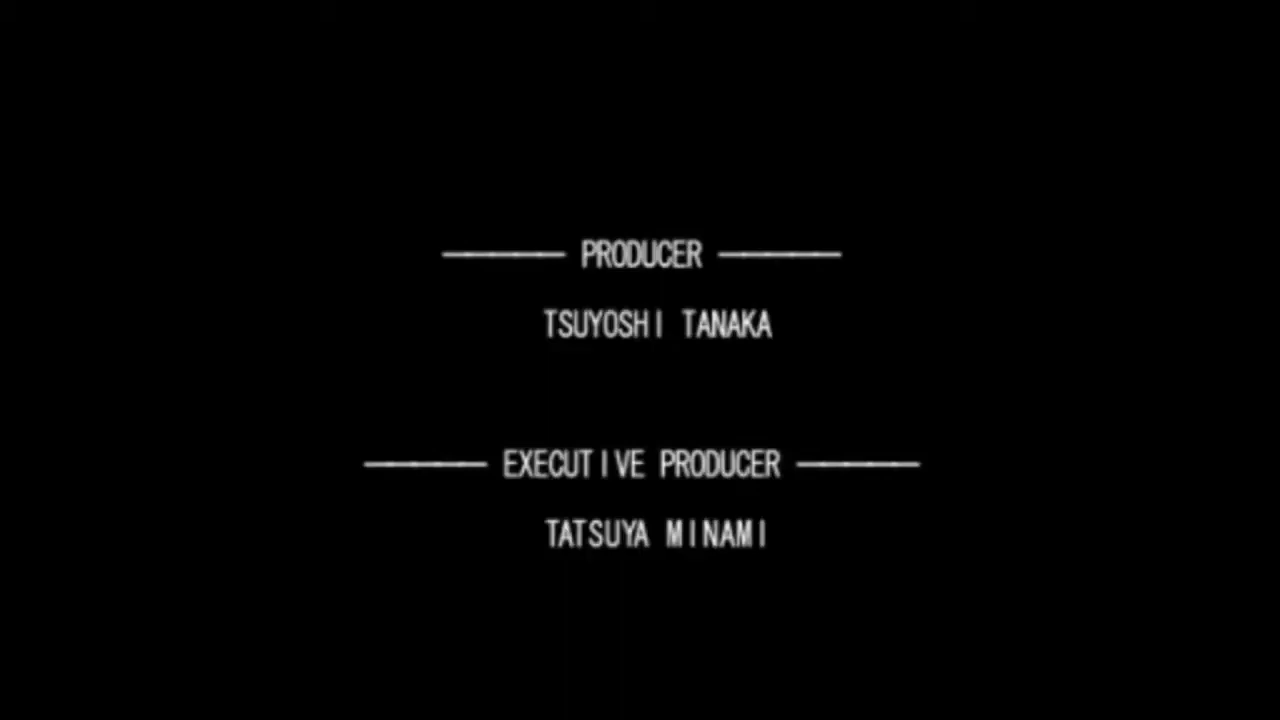 PRODUCER
TSUYOSHI TANAKA
EXECUTIVE PRODUCER
TATSUYA MINAMI